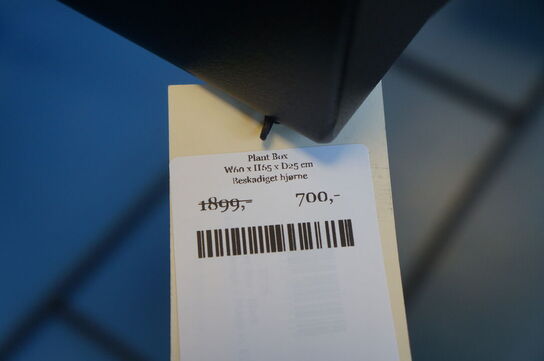 Plant Box
W60 x H65 x D25 cm
Beskadiget hjørne
1899,- 700,-